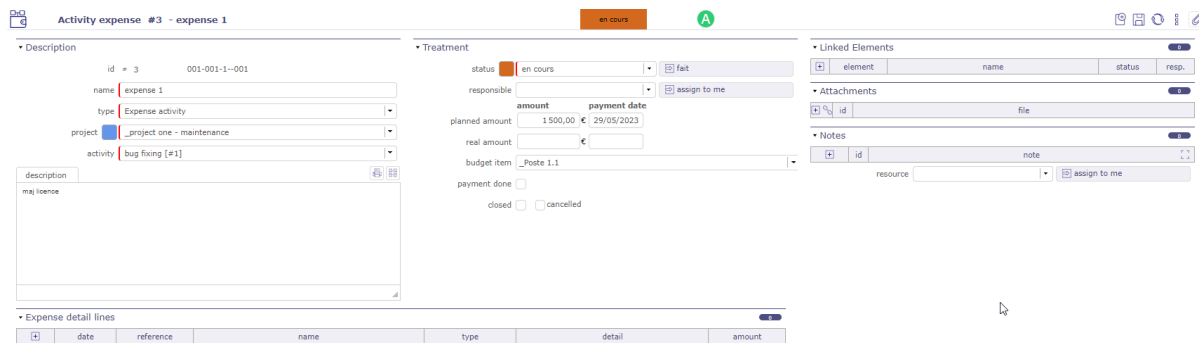 Activity expense #3 - expense 1
en cours
A
Description
id # 3 001-001-1--001
name expense 1
type Expense activity
project _project one - maintenance
activity bug fixing [#1]
description
maj licence
Treatment
status en cours fait
responsible assign to me
amount payment date
planned amount 1 500,00 € 29/05/2023
real amount €
budget item _Poste 1.1
payment done
closed cancelled
Linked Elements 0
element name status resp.
Attachments 0
id file
Notes 0
id note
resource assign to me
Expense detail lines 0
date reference name type detail amount